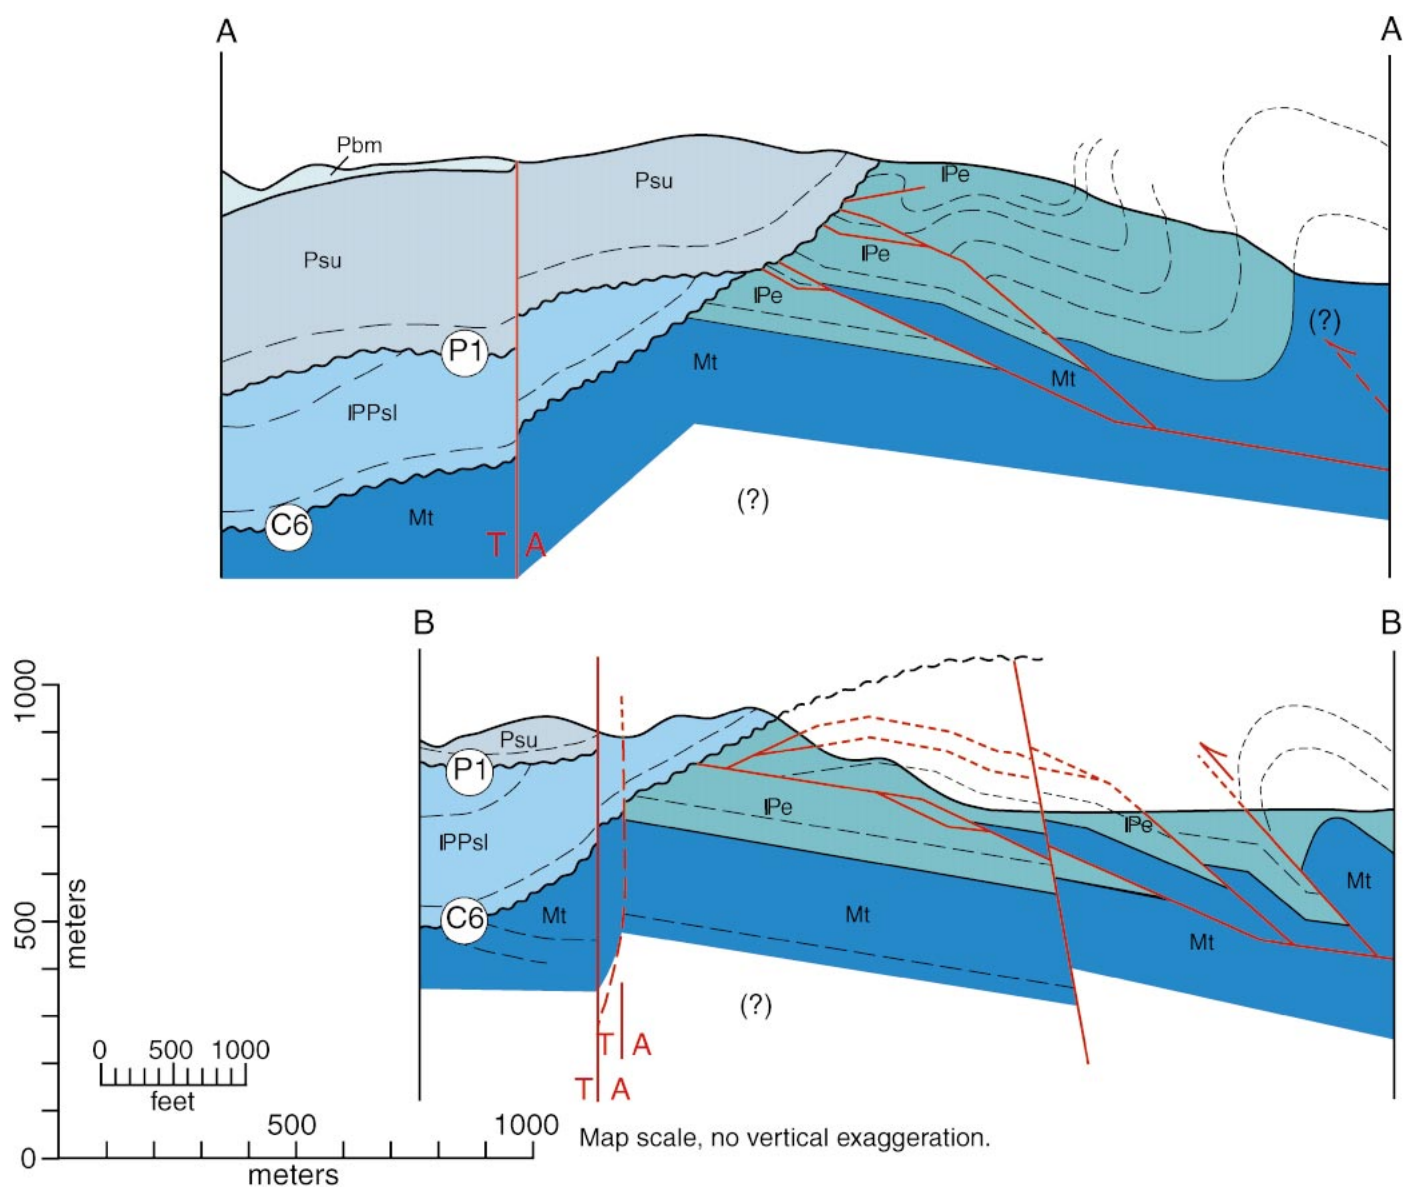 A
A
Pbm
Psu
Psu
IPe
IPe
IPe
P1
(?)
Mt
Mt
IPPsl
C6
Mt
T A
(?)
B
B
1000
Psu
P1
IPe
IPe
IPPsl
Mt
C6
Mt
Mt
Mt
500
meters
(?)
T A
T A
0 500 1000
feet
500 1000
Map scale, no vertical exaggeration.
0
meters